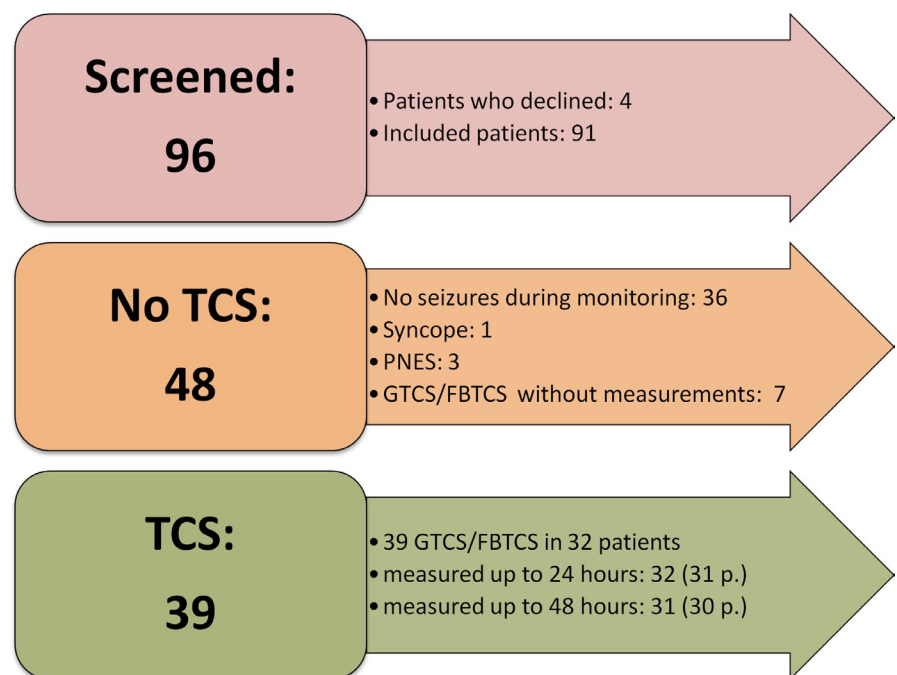 Screened:
96
• Patients who declined: 4
• Included patients: 91
No TCS:
48
• No seizures during monitoring: 36
• Syncope: 1
• PNES: 3
• GTCS/FBTCS without measurements: 7
TCS:
39
• 39 GTCS/FBTCS in 32 patients
• measured up to 24 hours: 32 (31 p.)
• measured up to 48 hours: 31 (30 p.)